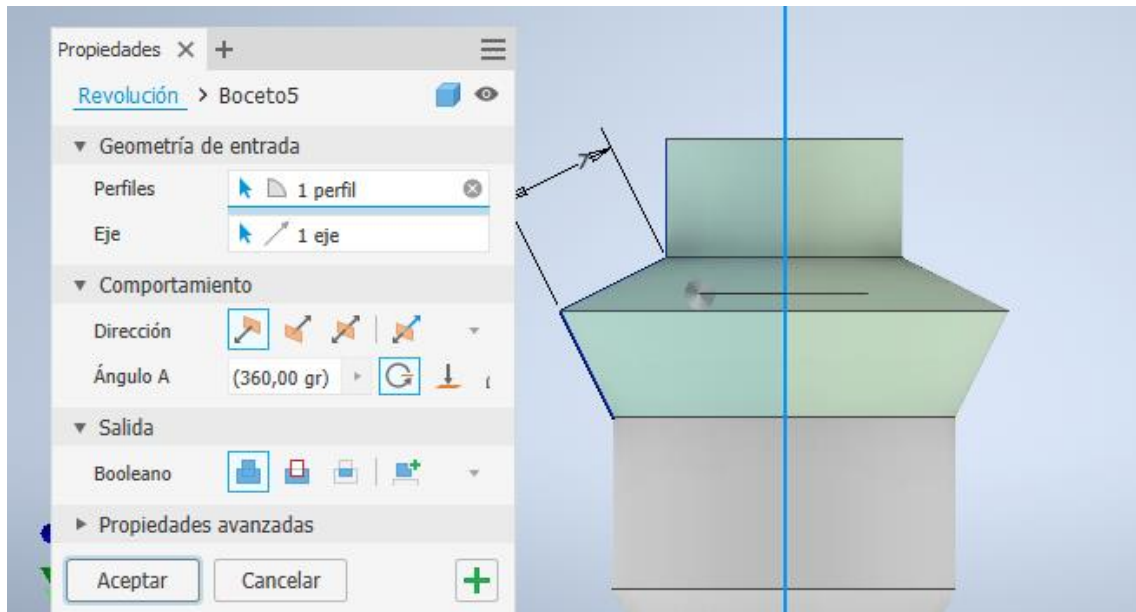 Propiedades × +
Revolución > Boceto5
Geometría de entrada
Perfiles 1 perfil
Eje 1 eje
Comportamiento
Dirección
Ángulo A (360,00 gr)
Salida
Booleano
Propiedades avanzadas
Aceptar Cancelar
7